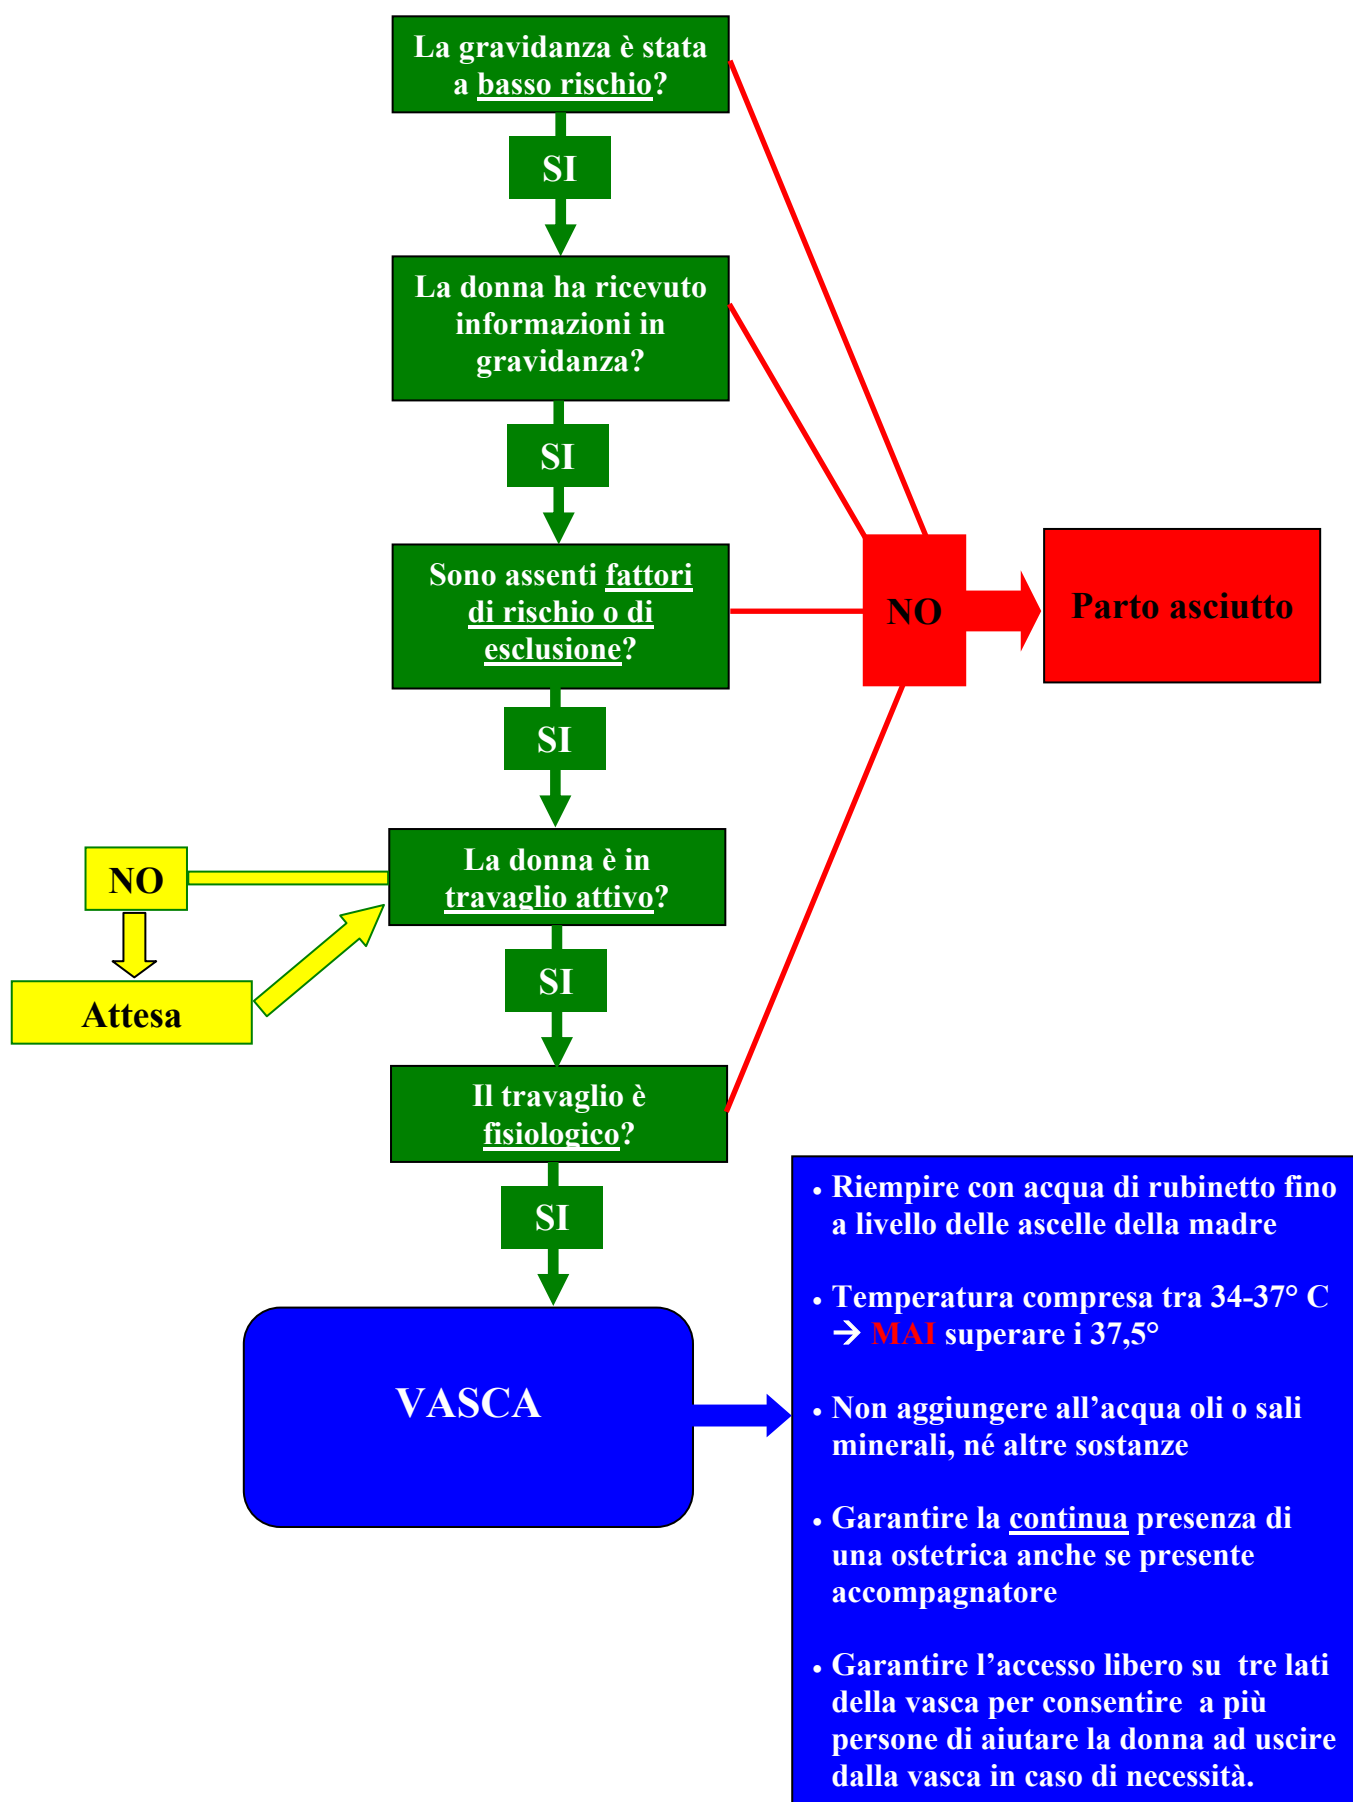 La gravidanza è stata
a basso rischio?
SI
La donna ha ricevuto
informazioni in
gravidanza?
SI
Sono assenti fattori
di rischio o di
esclusione?
NO
Parto asciutto
SI
La donna è in
travaglio attivo?
NO
Attesa
SI
Il travaglio è
fisiologico?
SI
VASCA
• Riempire con acqua di rubinetto fino
a livello delle ascelle della madre
• Temperatura compresa tra 34-37° C
→ MAI superare i 37,5°
• Non aggiungere all’acqua oli o sali
minerali, né altre sostanze
• Garantire la continua presenza di
una ostetrica anche se presente
accompagnatore
• Garantire l’accesso libero su tre lati
della vasca per consentire a più
persone di aiutare la donna ad uscire
dalla vasca in caso di necessità.